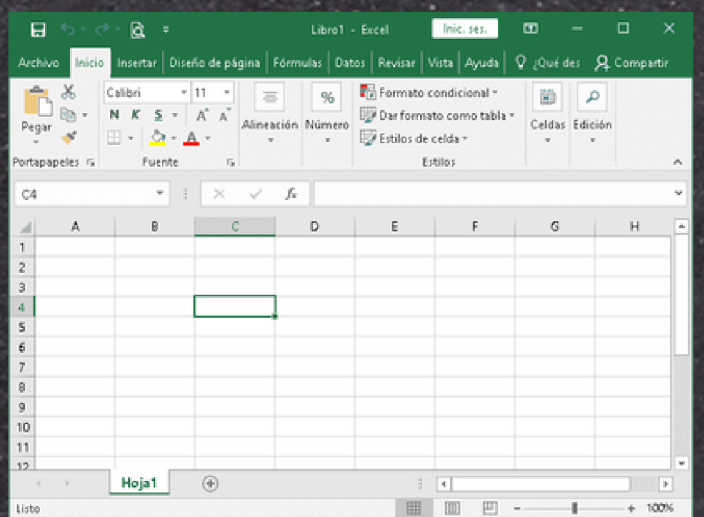 Libro1 - Excel
Inic. ses.
Archivo Inicio Insertar Diseño de página Fórmulas Datos Revisar Vista Ayuda ¿Qué des Compartir
Pegar
Calibri 11
N K S A A
A
Alineación
%
Número
Formato condicional
Dar formato como tabla
Estilos de celda
Celdas Edición
Portapapeles Fuente Estilos
C4 fx
A B C D E F G H
1
2
3
4
5
6
7
8
9
10
11
12
Hoja1
Listo 100%